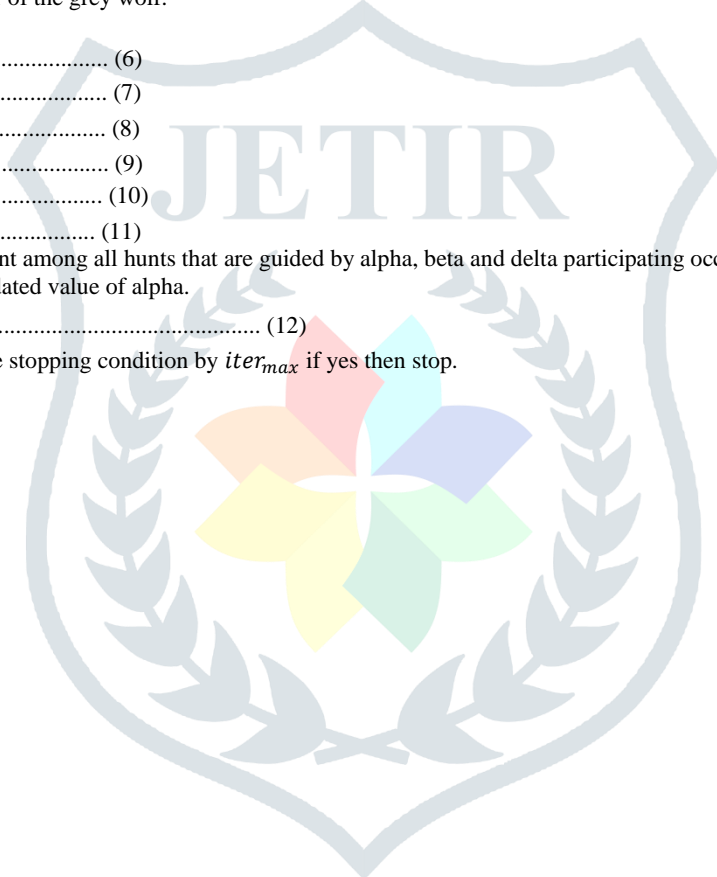 of the grey wolf.
................... (6)
................... (7)
................... (8)
................... (9)
.................. (10)
................. (11)
nt among all hunts that are guided by alpha, beta and delta participating occ
dated value of alpha.
............................................... (12)
e stopping condition by iter_max if yes then stop.
JETIR